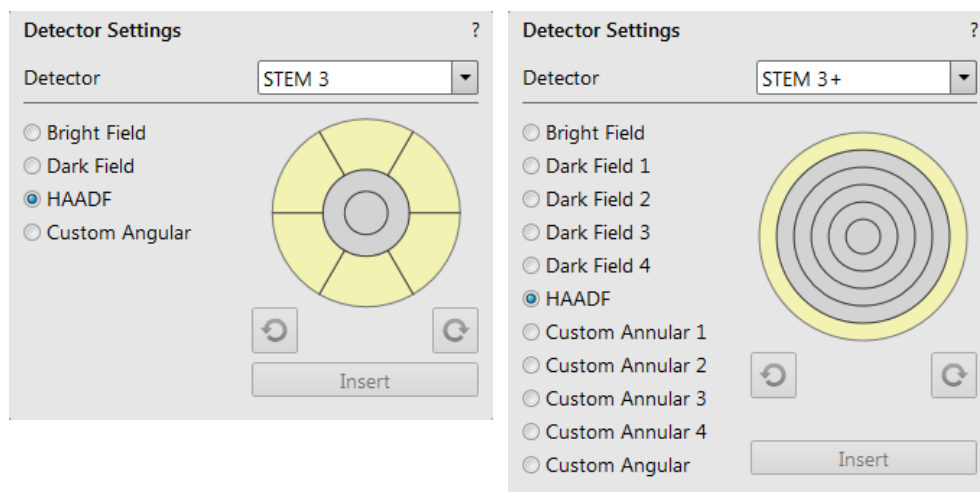 Detector Settings ?
Detector STEM 3
Bright Field
Dark Field
HAADF
Custom Angular
Insert
Detector Settings ?
Detector STEM 3+
Bright Field
Dark Field 1
Dark Field 2
Dark Field 3
Dark Field 4
HAADF
Custom Annular 1
Custom Annular 2
Custom Annular 3
Custom Annular 4
Custom Angular
Insert